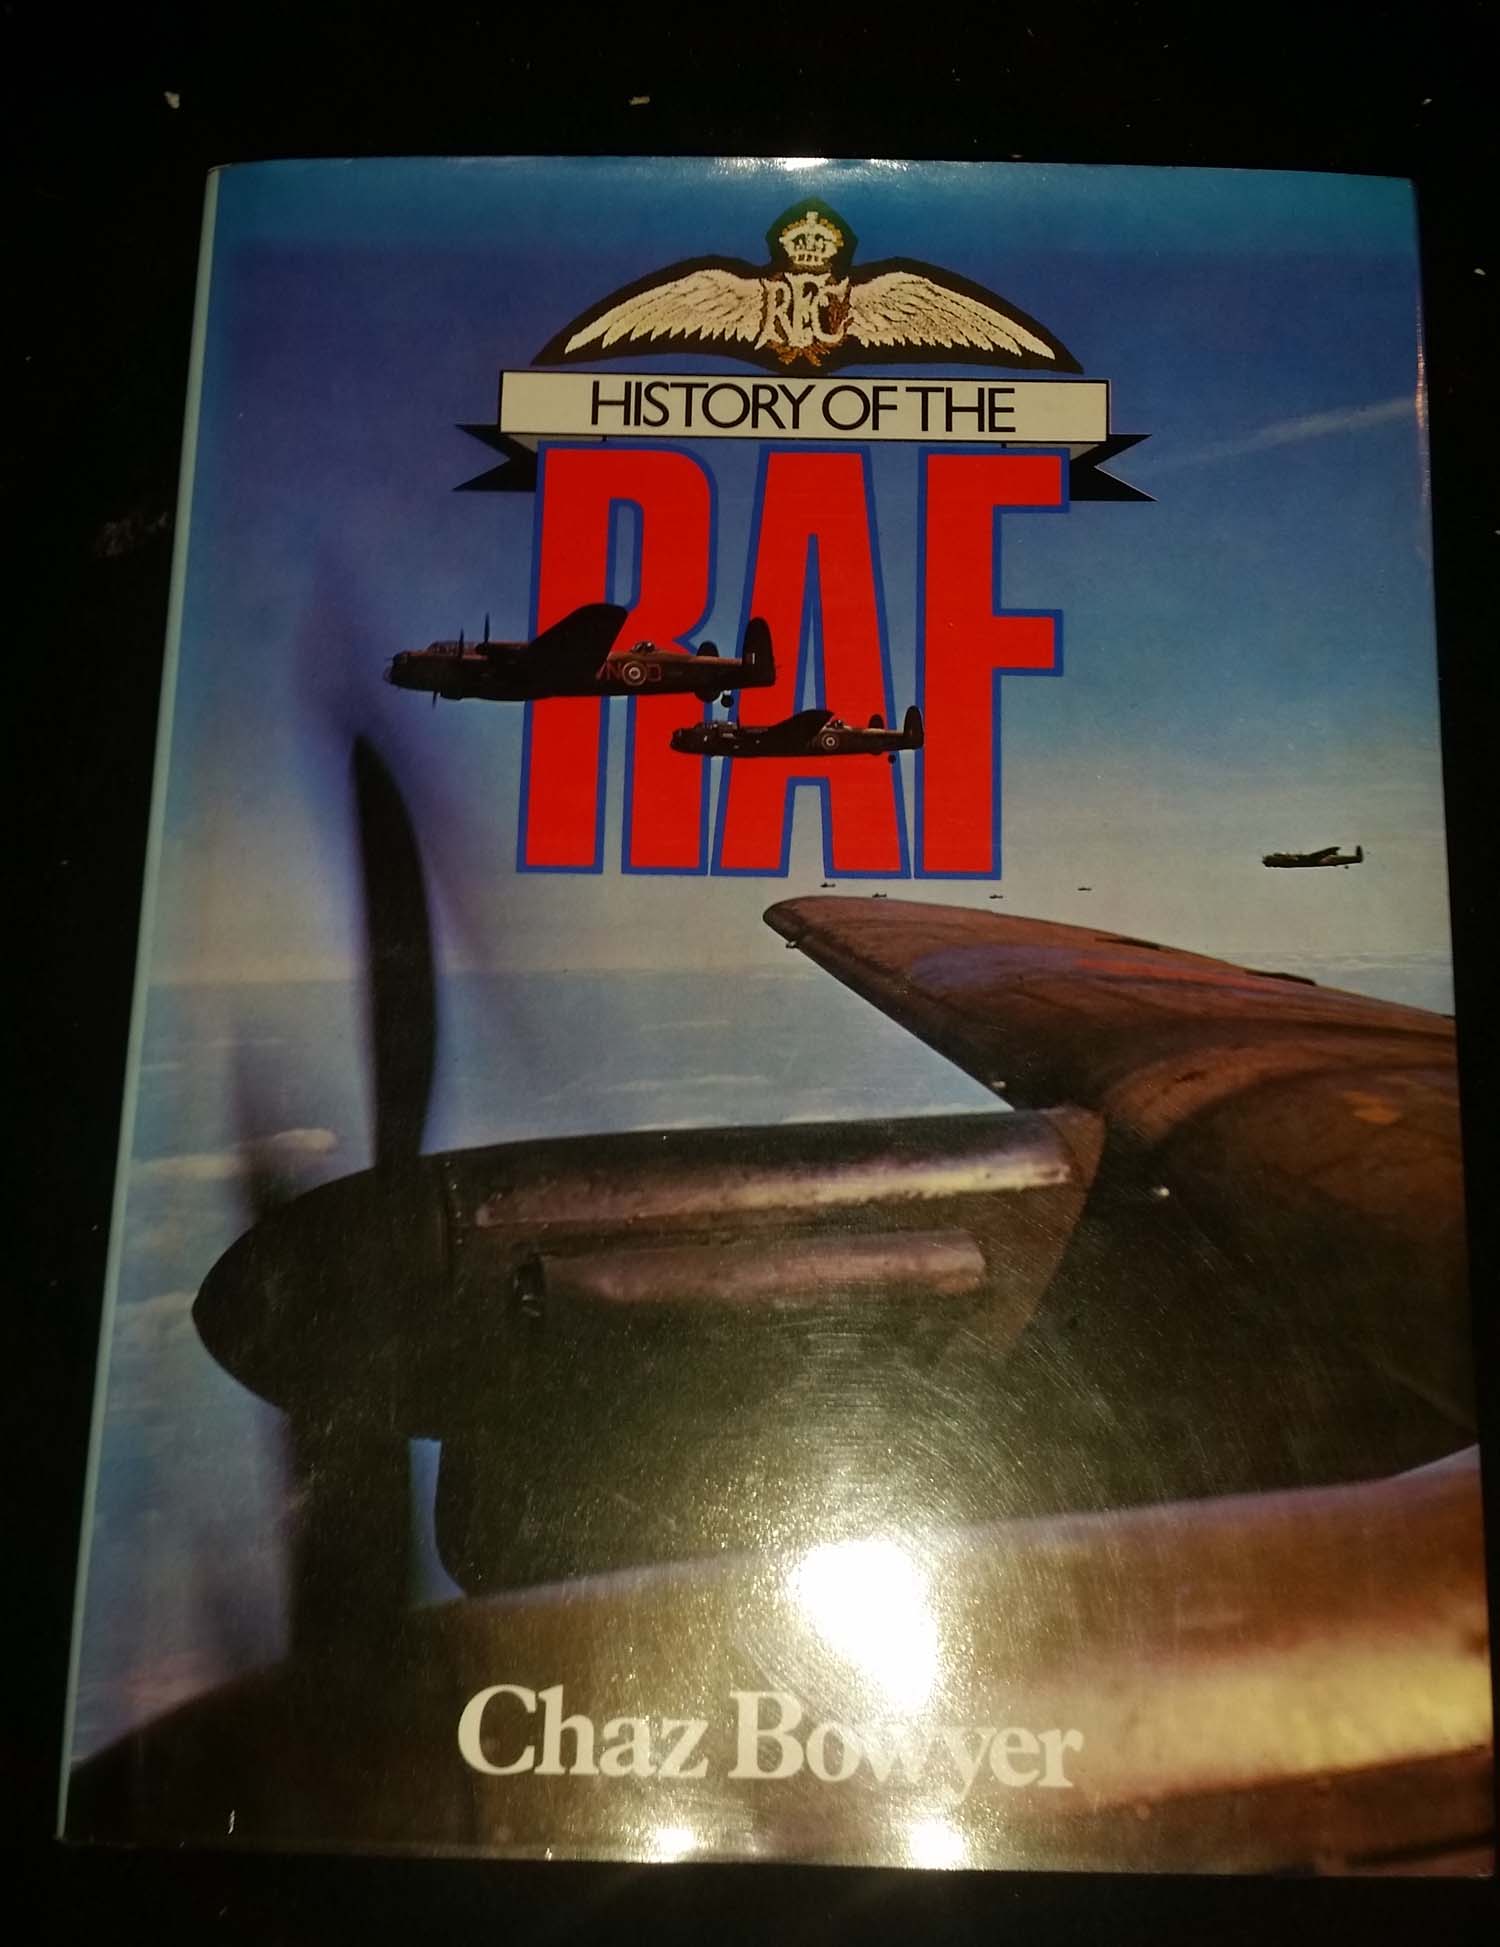 RFC
HISTORY OF THE
RAF
Chaz Bowyer